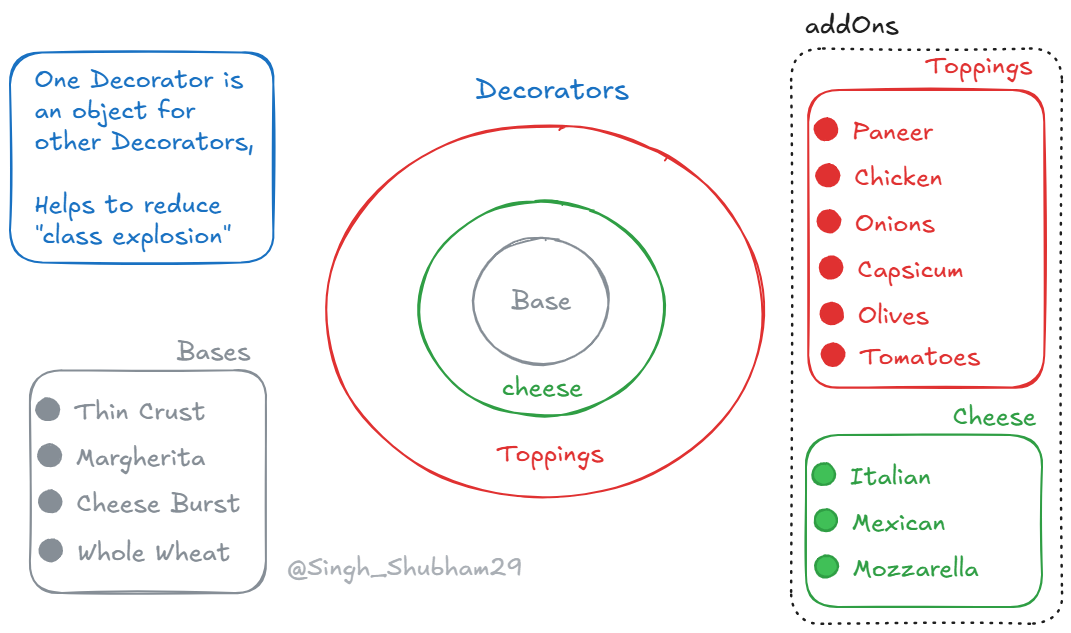 One Decorator is
an object for
other Decorators,
Helps to reduce
"class explosion"
Bases
Thin Crust
Margherita
Cheese Burst
Whole Wheat
Decorators
Base
cheese
Toppings
@Singh_Shubham29
addOns
Toppings
Paneer
Chicken
Onions
Capsicum
Olives
Tomatoes
Cheese
Italian
Mexican
Mozzarella